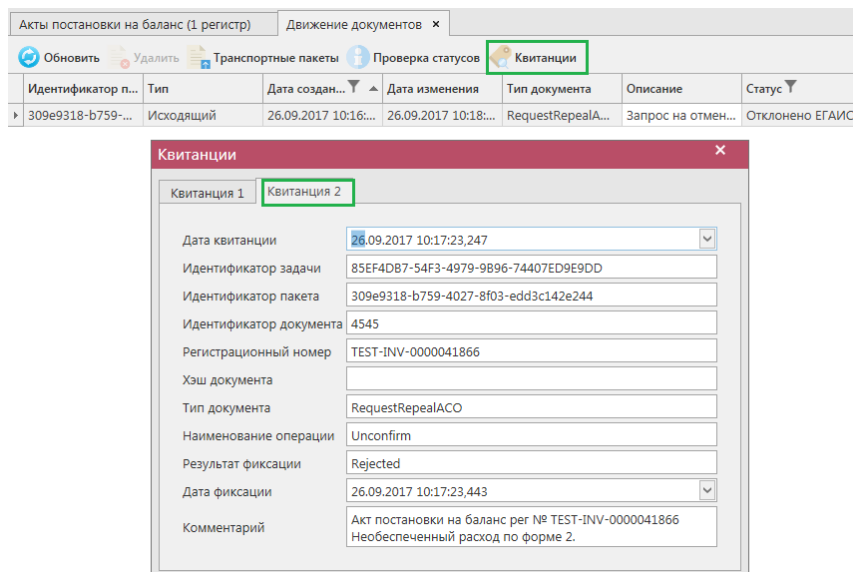 Акты постановки на баланс (1 регистр) Движение документов ×
Обновить Удалить Транспортные пакеты Проверка статусов Квитанции
Идентификатор п... Тип Дата создан... Дата изменения Тип документа Описание Статус
309e9318-b759-... Исходящий 26.09.2017 10:16:... 26.09.2017 10:18:... RequestRepealA... Запрос на отмен... Отклонено ЕГАИС
Квитанции ×
Квитанция 1 Квитанция 2
Дата квитанции 26.09.2017 10:17:23,247
Идентификатор задачи 85EF4DB7-54F3-4979-9B96-74407ED9E9DD
Идентификатор пакета 309e9318-b759-4027-8f03-edd3c142e244
Идентификатор документа 4545
Регистрационный номер TEST-INV-0000041866
Хэш документа
Тип документа RequestRepealACO
Наименование операции Unconfirm
Результат фиксации Rejected
Дата фиксации 26.09.2017 10:17:23,443
Комментарий Акт постановки на баланс рег № TEST-INV-0000041866
Необеспеченный расход по форме 2.